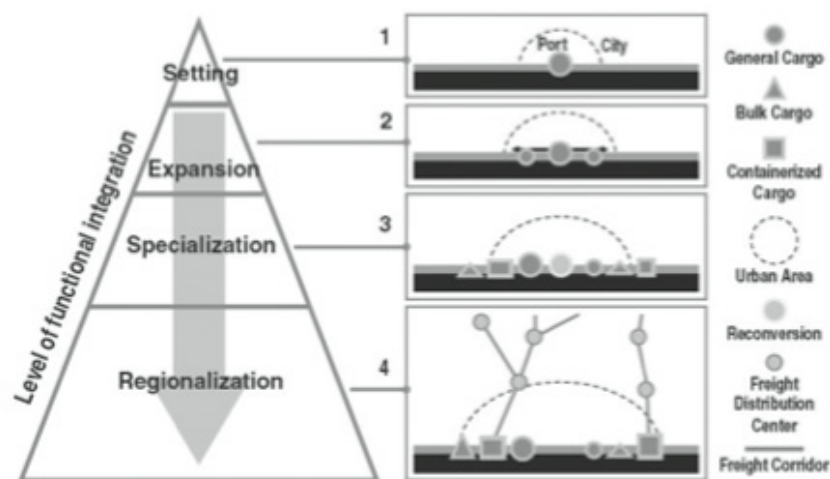 Level of functional integration
Setting
Expansion
Specialization
Regionalization
1
Port City
2
3
4
General Cargo
Bulk Cargo
Containerized
Cargo
Urban Area
Reconversion
Freight
Distribution
Center
Freight Corridor